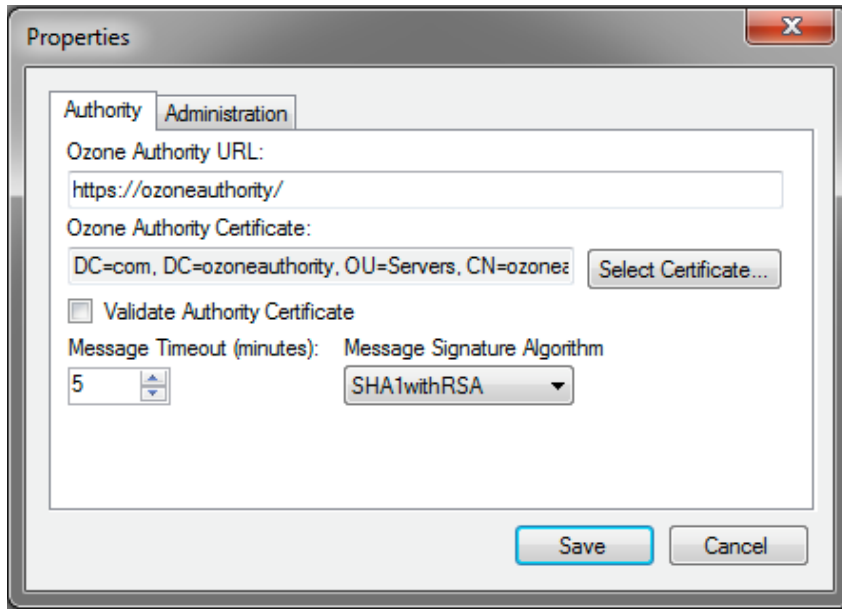 Properties
Authority Administration
Ozone Authority URL:
https://ozoneauthority/
Ozone Authority Certificate:
DC=com, DC=ozoneauthority, OU=Servers, CN=ozonea
Select Certificate...
Validate Authority Certificate
Message Timeout (minutes): Message Signature Algorithm
5 SHA1withRSA
Save Cancel